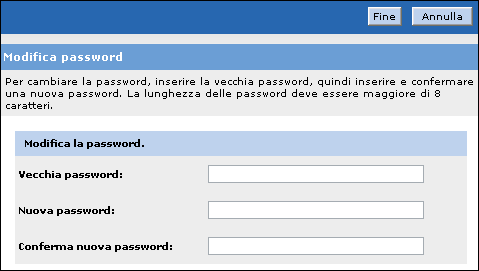 Fine Annulla
Modifica password
Per cambiare la password, inserire la vecchia password, quindi inserire e confermare
una nuova password. La lunghezza delle password deve essere maggiore di 8
caratteri.
Modifica la password.
Vecchia password:
Nuova password:
Conferma nuova password: